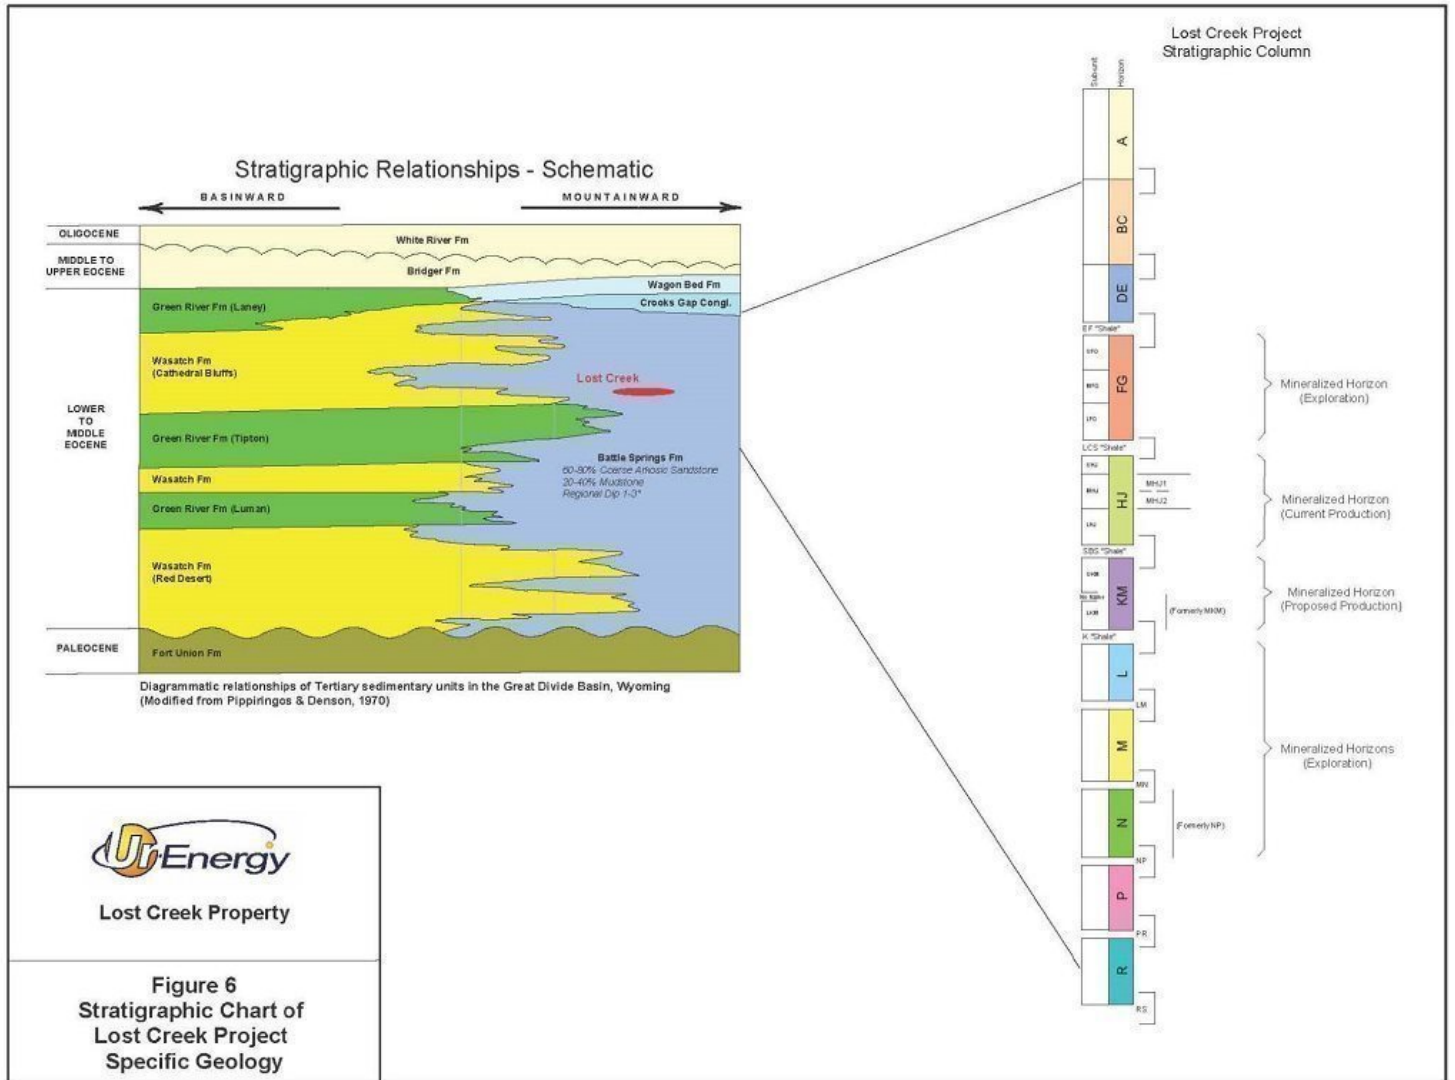 Lost Creek Project
Stratigraphic Column
Subunit
Horizon
Stratigraphic Relationships - Schematic
BASINWARD
MOUNTAINWARD
OLIGOCENE
White River Fm
MIDDLE TO
UPPER EOCENE
Bridger Fm
Wagon Bed Fm
Crooks Gap Congl.
Green River Fm (Laney)
Wasatch Fm
(Cathedral Bluffs)
Lost Creek
LOWER
TO
MIDDLE
EOCENE
Green River Fm (Tipton)
Battle Springs Fm
60-80% Coarse Arkosic Sandstone
20-40% Mudstone
Regional Dip 1-3°
Wasatch Fm
Green River Fm (Luman)
Wasatch Fm
(Red Desert)
PALEOCENE
Fort Union Fm
Diagrammatic relationships of Tertiary sedimentary units in the Great Divide Basin, Wyoming
(Modified from Pippiringos & Denson, 1970)
A
BC
DE
EF "Shale"
FG
LFG
Mineralized Horizon
(Exploration)
LCS "Shale"
HJ
MHJ1
MHJ2
Mineralized Horizon
(Current Production)
SBS "Shale"
KM
No Name
LKM
(Formerly MKM)
Mineralized Horizon
(Proposed Production)
K "Shale"
L
LM
M
Mineralized Horizons
(Exploration)
MN
N
(Formerly NP)
NP
P
PR
R
RS
UrEnergy
Lost Creek Property
Figure 6
Stratigraphic Chart of
Lost Creek Project
Specific Geology